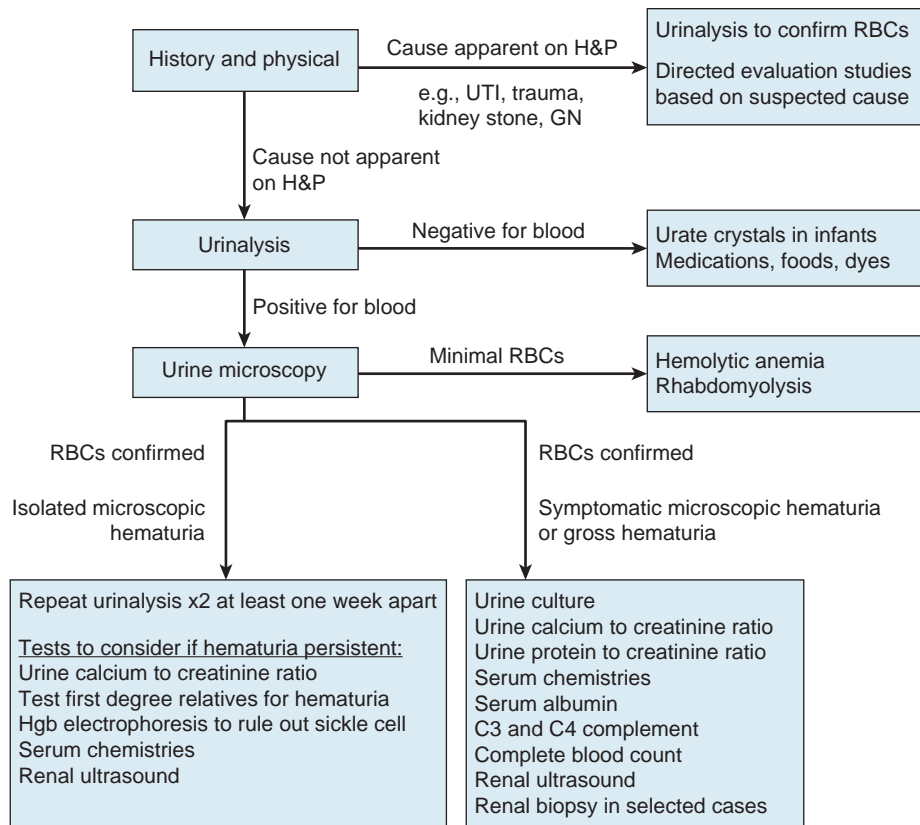 History and physical
Cause apparent on H&P
e.g., UTI, trauma,
kidney stone, GN
Urinalysis to confirm RBCs
Directed evaluation studies
based on suspected cause
Cause not apparent
on H&P
Urinalysis
Negative for blood
Urate crystals in infants
Medications, foods, dyes
Positive for blood
Urine microscopy
Minimal RBCs
Hemolytic anemia
Rhabdomyolysis
RBCs confirmed
Isolated microscopic
hematuria
RBCs confirmed
Symptomatic microscopic hematuria
or gross hematuria
Repeat urinalysis x2 at least one week apart
Tests to consider if hematuria persistent:
Urine calcium to creatinine ratio
Test first degree relatives for hematuria
Hgb electrophoresis to rule out sickle cell
Serum chemistries
Renal ultrasound
Urine culture
Urine calcium to creatinine ratio
Urine protein to creatinine ratio
Serum chemistries
Serum albumin
C3 and C4 complement
Complete blood count
Renal ultrasound
Renal biopsy in selected cases